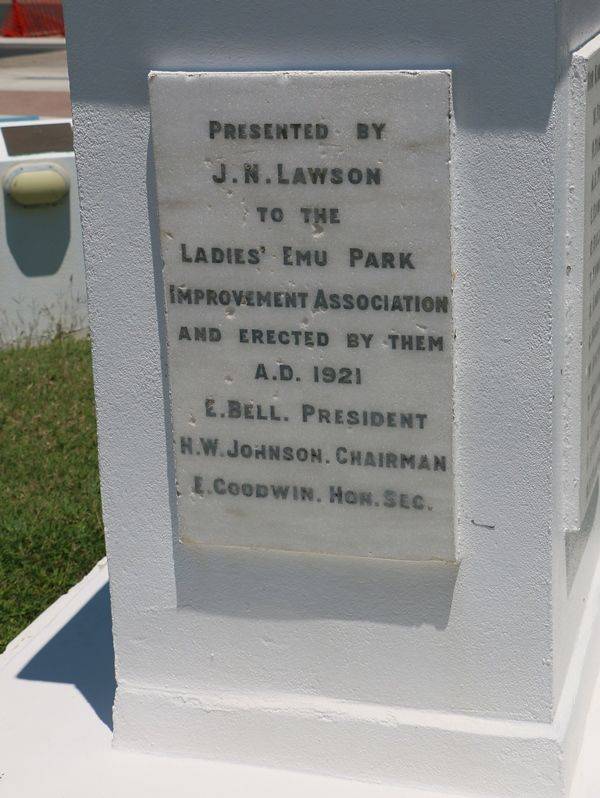 PRESENTED BY
J.N. LAWSON
TO THE
LADIES' EMU PARK
IMPROVEMENT ASSOCIATION
AND ERECTED BY THEM
A.D. 1921
E. BELL. PRESIDENT
H.W. JOHNSON. CHAIRMAN
E. GOODWIN. HON. SEC.